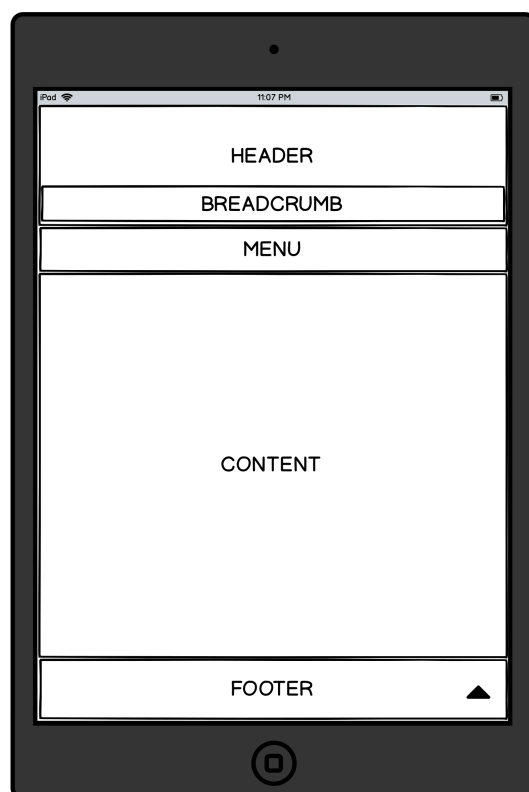 iPad 11:07 PM
HEADER
BREADCRUMB
MENU
CONTENT
FOOTER